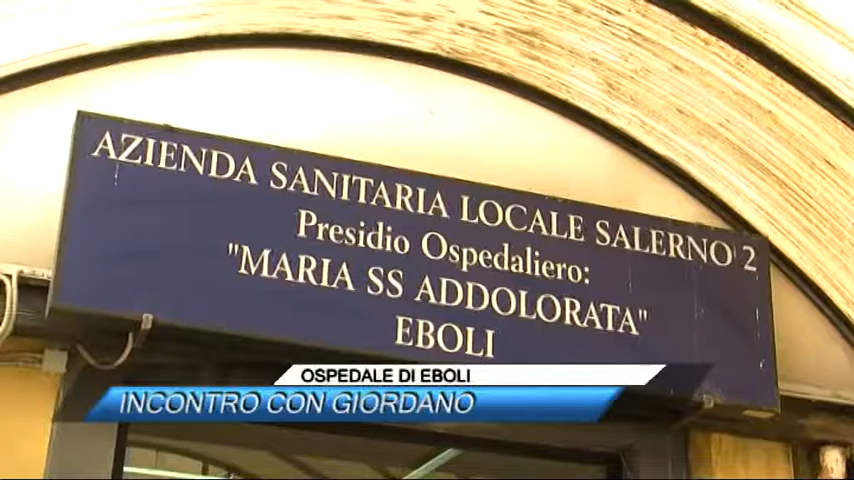 AZIENDA SANITARIA LOCALE SALERNO 2
Presidio Ospedaliero:
"MARIA SS ADDOLORATA"
EBOLI
OSPEDALE DI EBOLI
INCONTRO CON GIORDANO